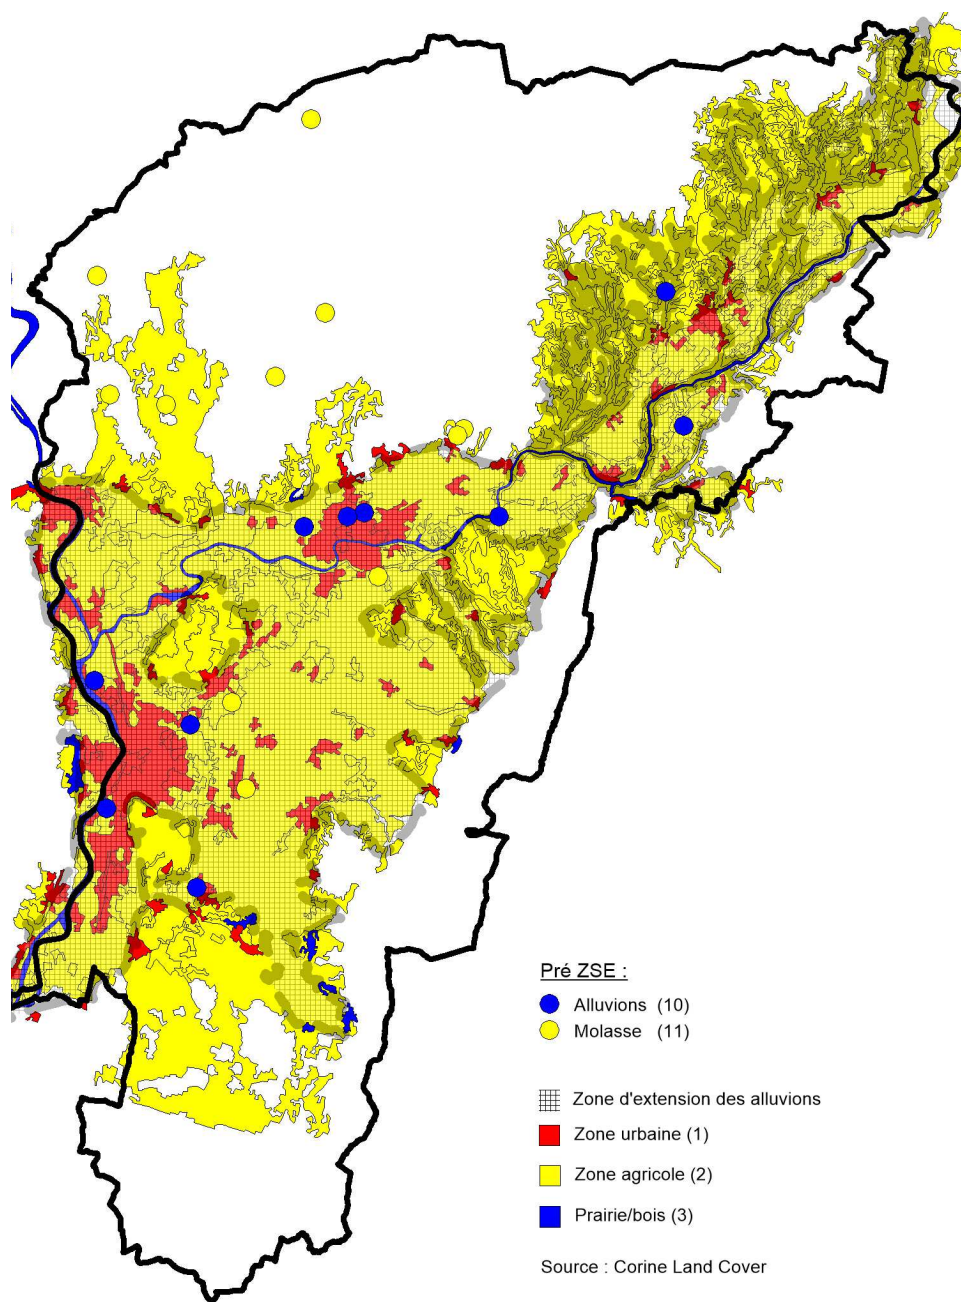 Pré ZSE :
Alluvions (10)
Molasse (11)
Zone d'extension des alluvions
Zone urbaine (1)
Zone agricole (2)
Prairie/bois (3)
Source : Corine Land Cover